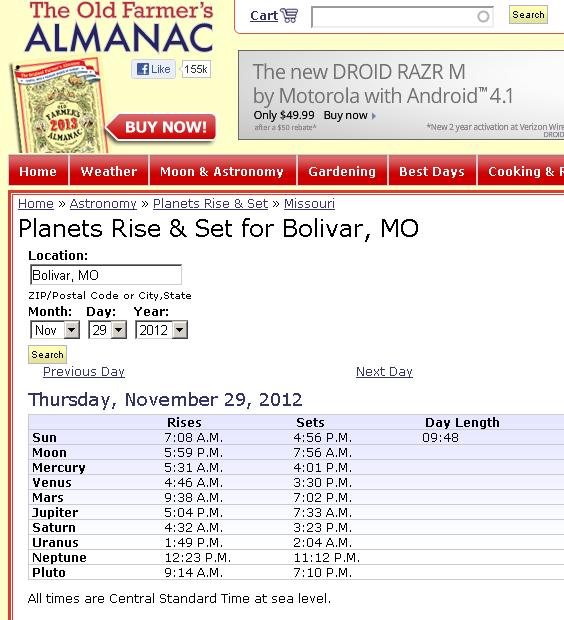 The Old Farmer's
ALMANAC
Like 155k
The Original Farmer's Almanac
OLD
FARMER'S
2013
ALMANAC
BUY NOW!
Cart
Search
The new DROID RAZR M
by Motorola with Android™ 4.1
Only $49.99 Buy now
after a $50 rebate*
*New 2 year activation at Verizon Wire
DROID
Home Weather Moon & Astronomy Gardening Best Days Cooking & R
Home » Astronomy » Planets Rise & Set » Missouri
Planets Rise & Set for Bolivar, MO
Location:
Bolivar, MO
ZIP/Postal Code or City,State
Month: Day: Year:
Nov 29 2012
Search
Previous Day Next Day
Thursday, November 29, 2012
Rises Sets Day Length
Sun 7:08 A.M. 4:56 P.M. 09:48
Moon 5:59 P.M. 7:56 A.M.
Mercury 5:31 A.M. 4:01 P.M.
Venus 4:46 A.M. 3:30 P.M.
Mars 9:38 A.M. 7:02 P.M.
Jupiter 5:04 P.M. 7:33 A.M.
Saturn 4:32 A.M. 3:23 P.M.
Uranus 1:49 P.M. 2:04 A.M.
Neptune 12:23 P.M. 11:12 P.M.
Pluto 9:14 A.M. 7:10 P.M.
All times are Central Standard Time at sea level.